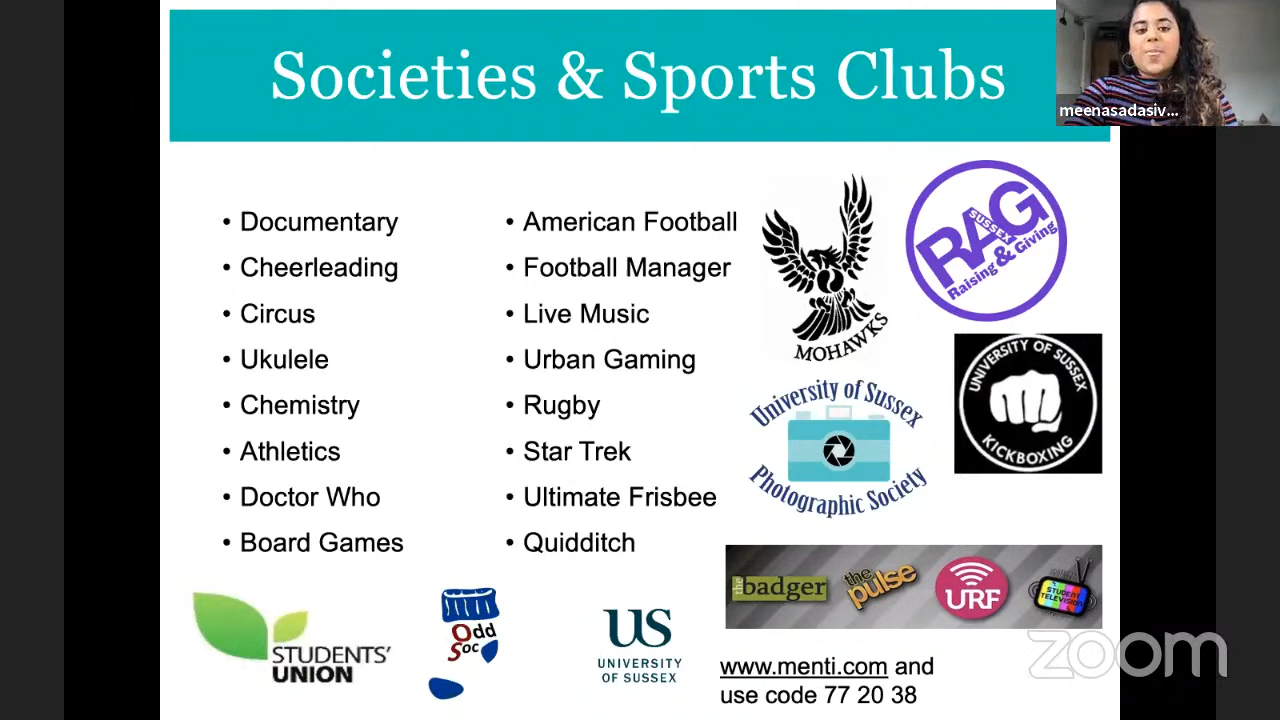 Societies & Sports Clubs
meenasadasiv...
• Documentary
• Cheerleading
• Circus
• Ukulele
• Chemistry
• Athletics
• Doctor Who
• Board Games
• American Football
• Football Manager
• Live Music
• Urban Gaming
• Rugby
• Star Trek
• Ultimate Frisbee
• Quidditch
MOHAWKS
RAG
SUSSEX
Raising & Giving
University of Sussex
Photographic Society
UNIVERSITY OF SUSSEX
KICKBOXING
the badger
the pulse
URF
STUDENT
TELEVISION
STUDENTS'
UNION
Odd
Soc
US
UNIVERSITY
OF SUSSEX
www.menti.com and
use code 77 20 38
zoom